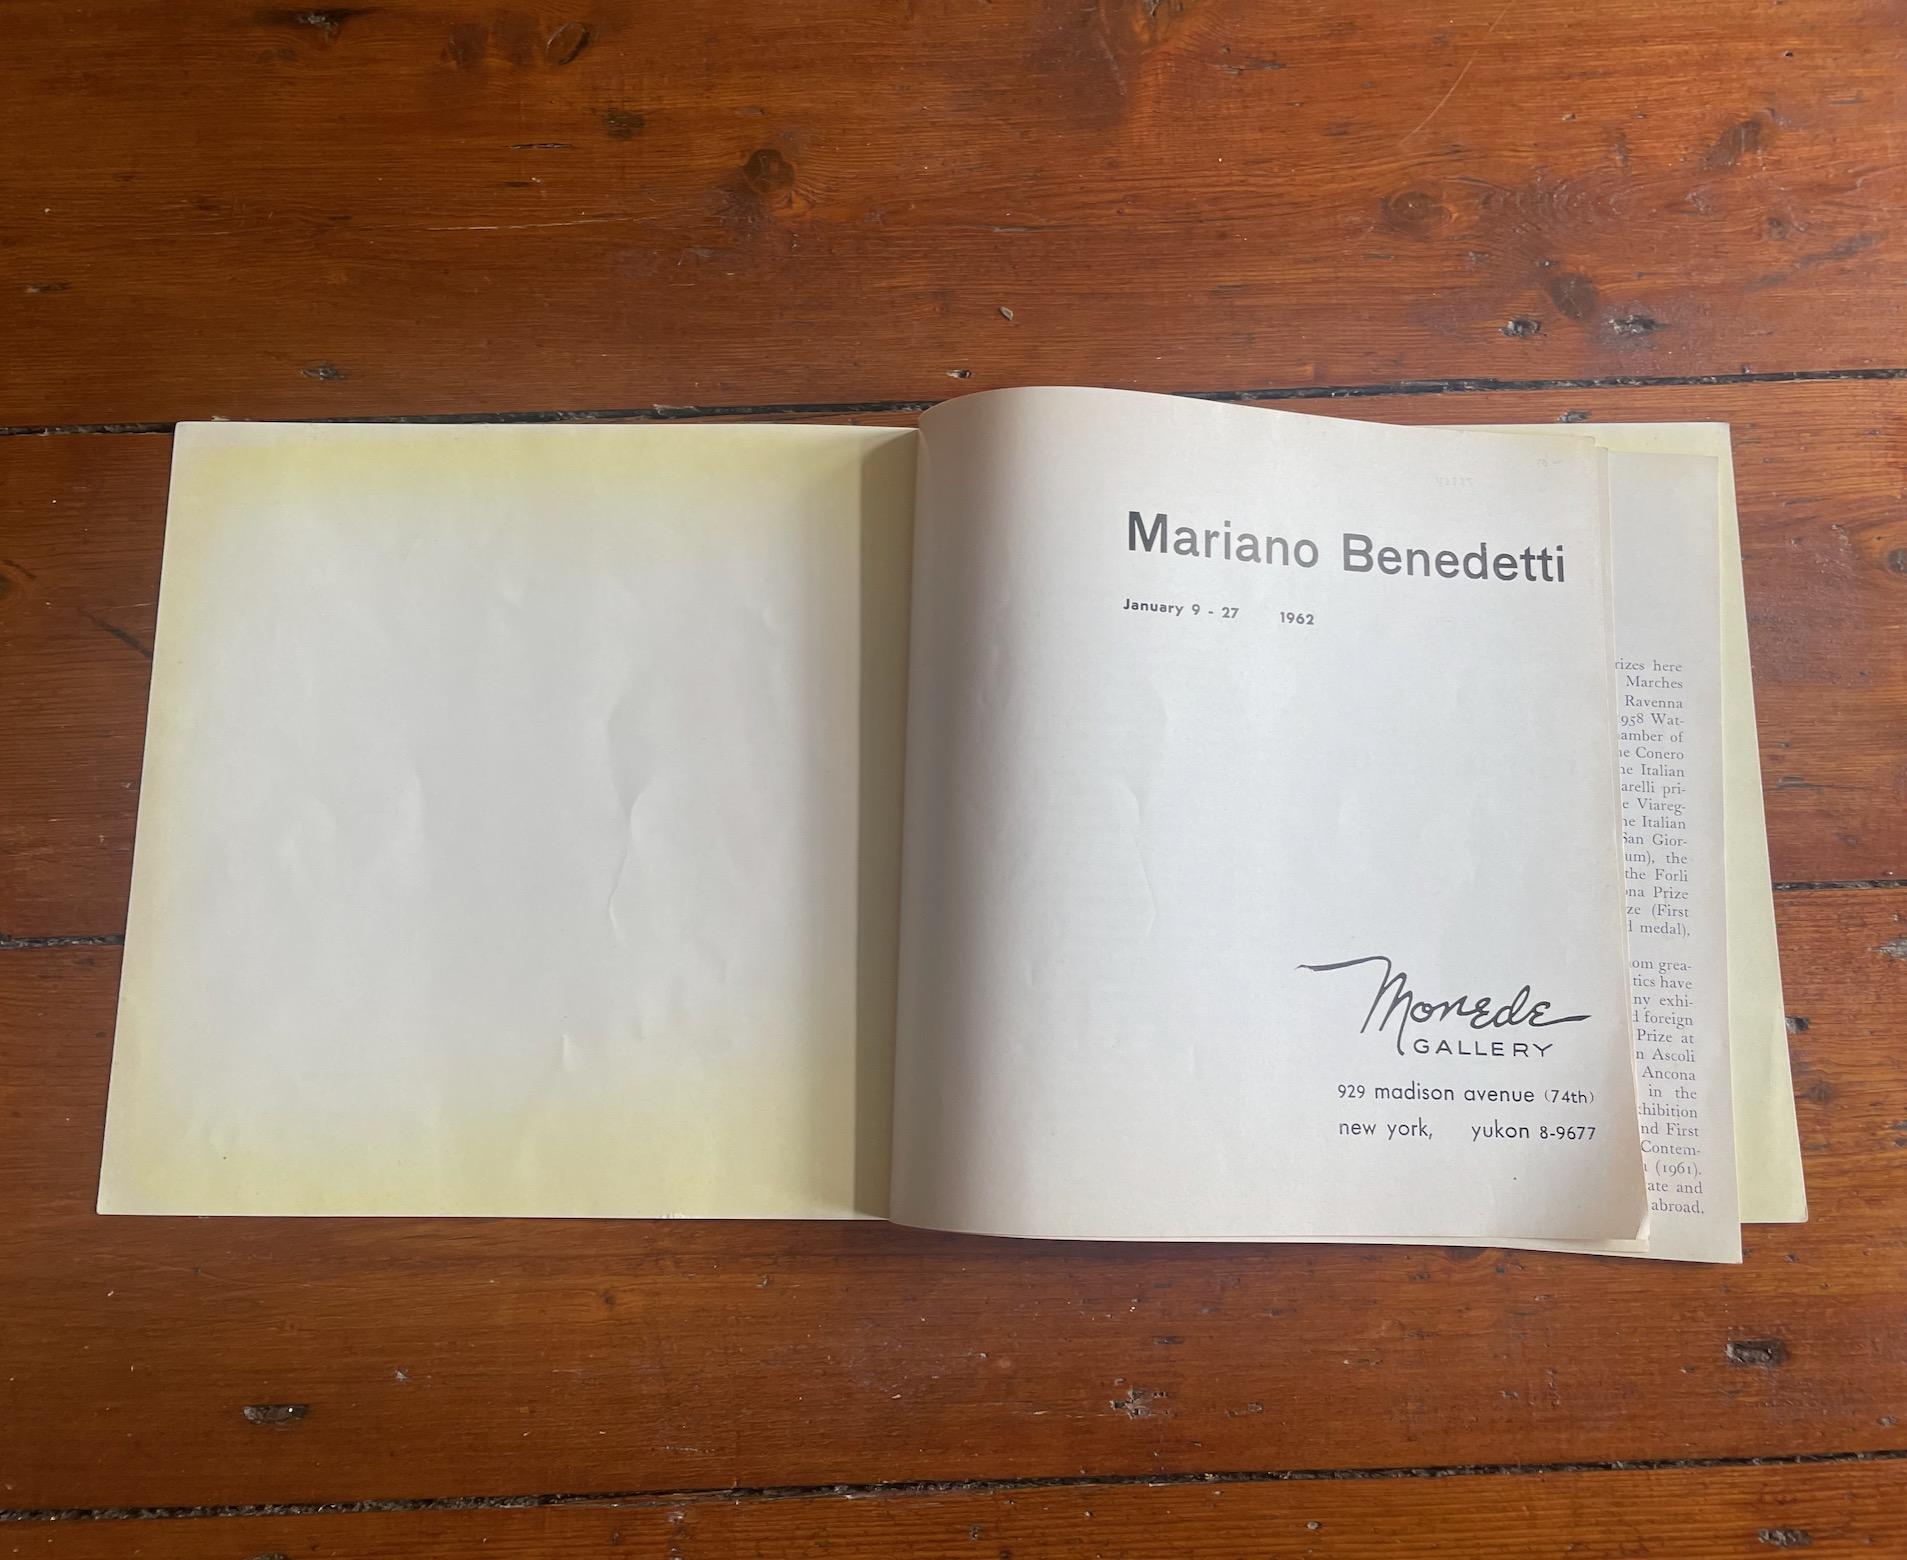 Mariano Benedetti
January 9 - 27 1962
Monede
GALLERY
929 madison avenue (74th)
new york, yukon 8-9677
rizes here
Marches
Ravenna
958 Wat-
amber of
e Conero
he Italian
arelli pri-
e Viareg-
he Italian
San Gior-
um), the
the Forli
ona Prize
ze (First
d medal),
om grea-
tics have
ny exhi-
d foreign
Prize at
n Ascoli
Ancona
in the
hibition
nd First
Contem-
(1961).
ate and
abroad,